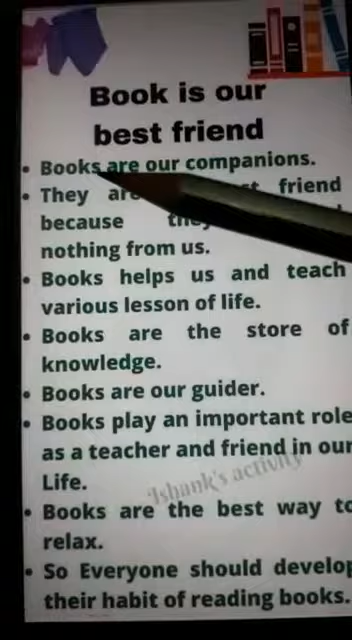 Book is our
best friend
• Books are our companions.
• They are friend
because
nothing from us.
• Books helps us and teach
various lesson of life.
• Books are the store of
knowledge.
• Books are our guider.
• Books play an important role
as a teacher and friend in our
Life.
• Books are the best way to
relax.
• So Everyone should develop
their habit of reading books.
Ishank's activity